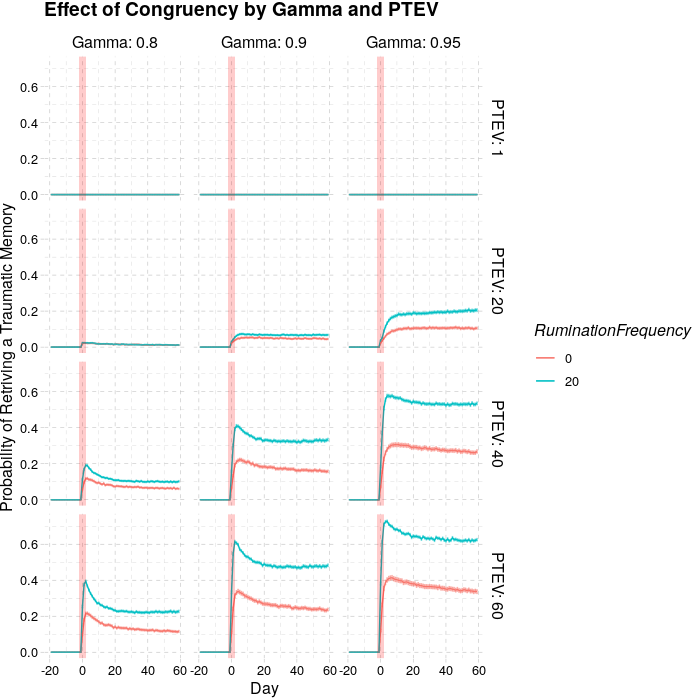 Effect of Congruency by Gamma and PTEV
Gamma: 0.8 Gamma: 0.9 Gamma: 0.95
Probability of Retriving a Traumatic Memory
0.6
0.4
0.2
0.0
PTEV: 1
0.6
0.4
0.2
0.0
PTEV: 20
0.6
0.4
0.2
0.0
PTEV: 40
0.6
0.4
0.2
0.0
PTEV: 60
-20 0 20 40 60 -20 0 20 40 60 -20 0 20 40 60
Day
RuminationFrequency
0
20